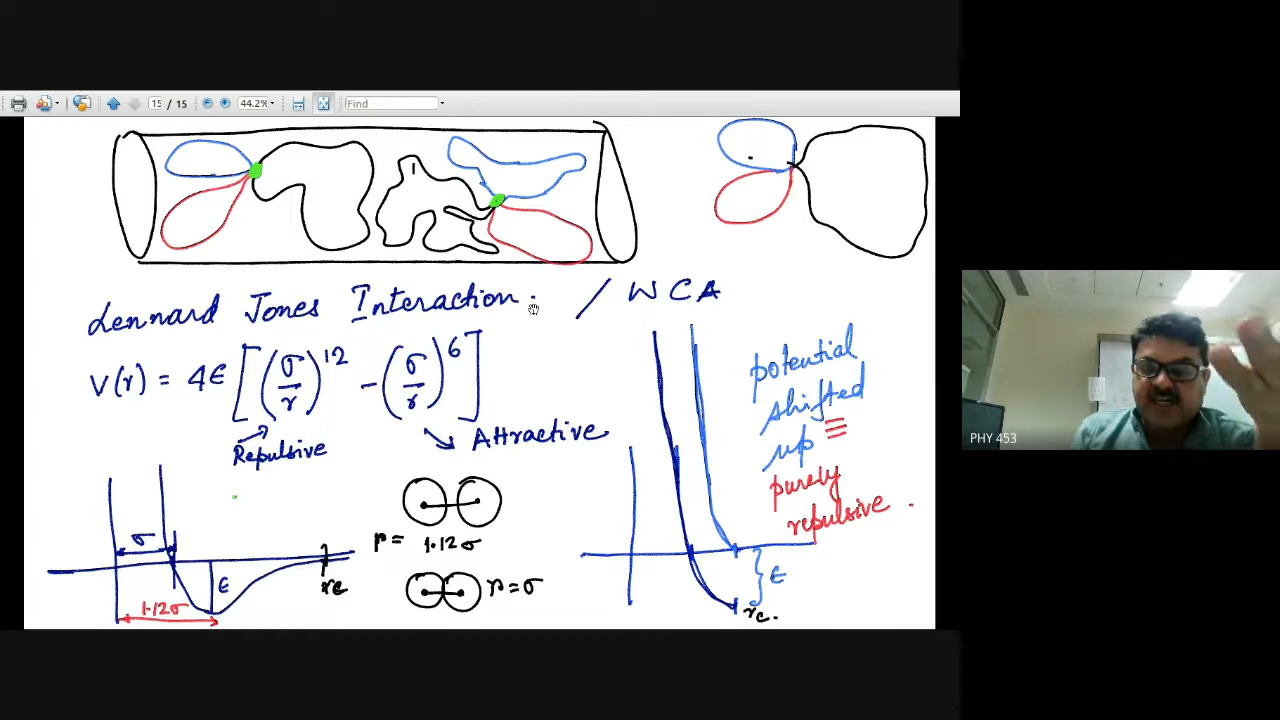 15 / 15 44.2% Find
Lennard Jones Interaction : / WCA
V(r) = 4ϵ [ (σ/r)^12 - (σ/r)^6 ]
Repulsive
Attractive
potential
shifted
up ≡
purely
repulsive .
σ
ϵ
1.12σ
rc
r = 1.12σ
r = σ
ϵ
rc.
PHY 453